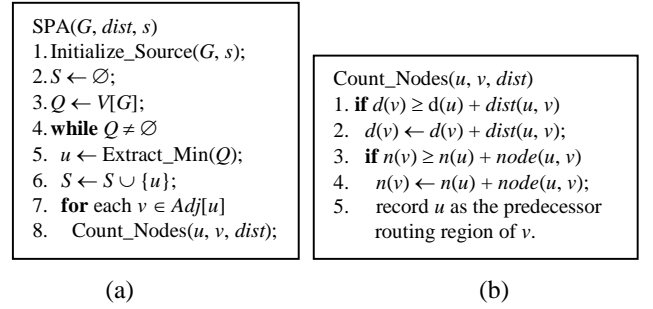 SPA(G, dist, s)
1. Initialize_Source(G, s);
2. S ← ∅;
3. Q ← V[G];
4. while Q ≠ ∅
5. u ← Extract_Min(Q);
6. S ← S ∪ {u};
7. for each v ∈ Adj[u]
8. Count_Nodes(u, v, dist);
(a)
Count_Nodes(u, v, dist)
1. if d(v) ≥ d(u) + dist(u, v)
2. d(v) ← d(v) + dist(u, v);
3. if n(v) ≥ n(u) + node(u, v)
4. n(v) ← n(u) + node(u, v);
5. record u as the predecessor
routing region of v.
(b)